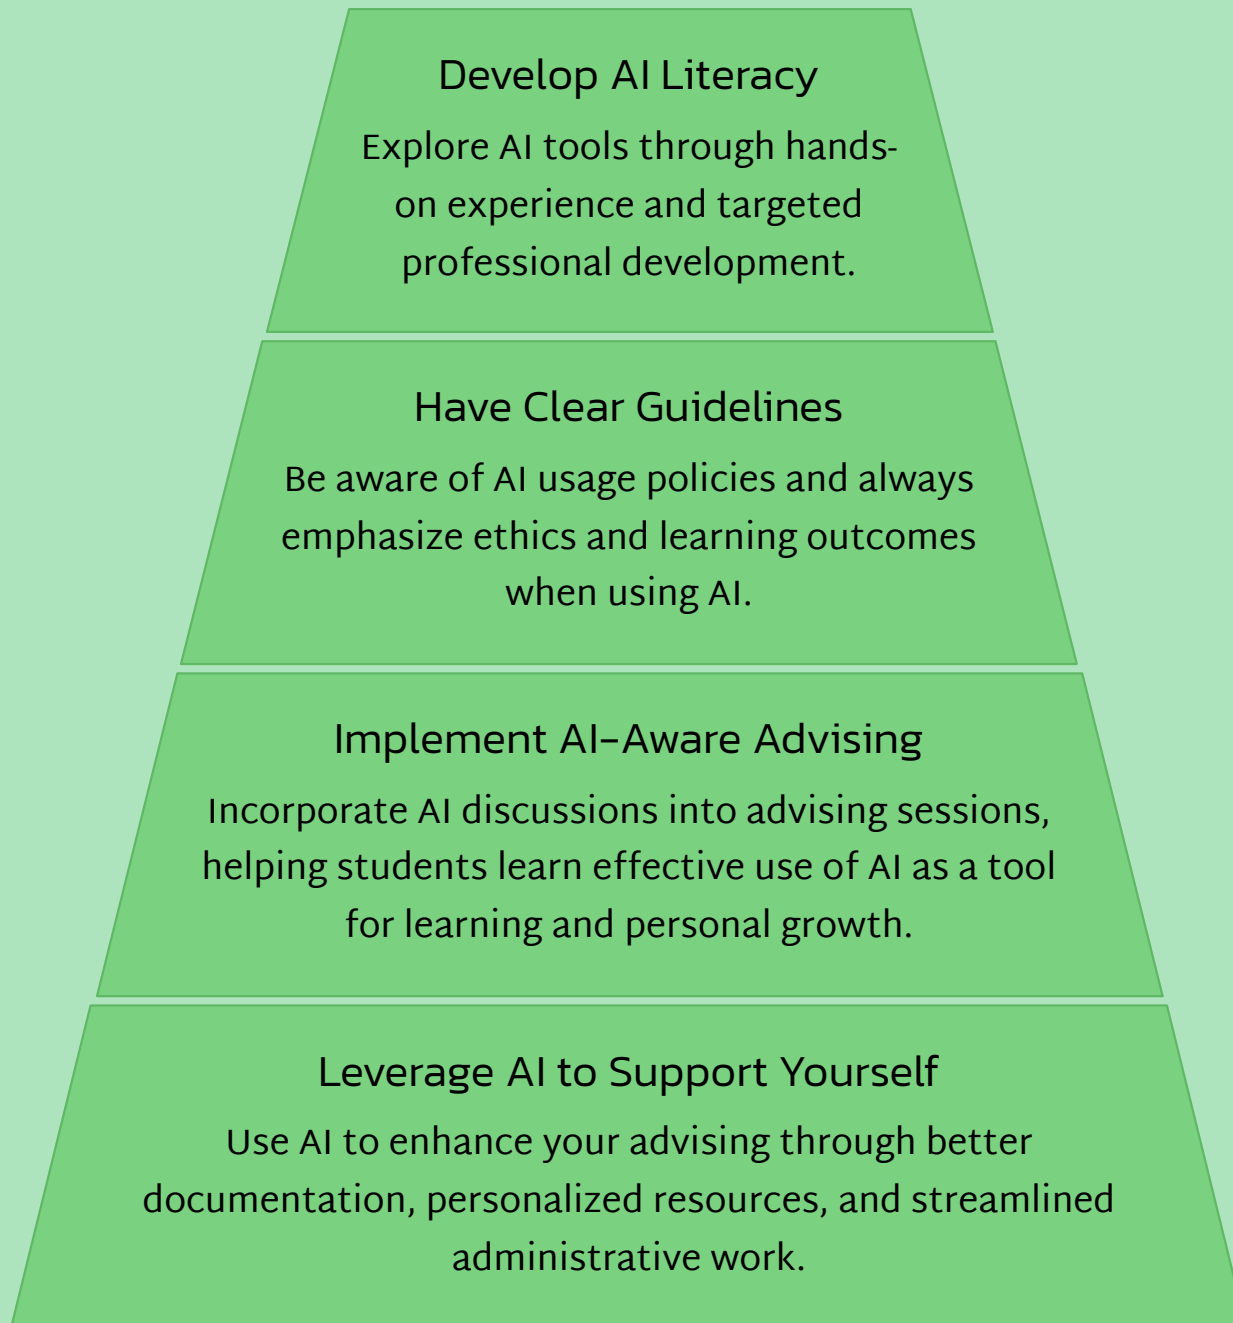 Develop AI Literacy
Explore AI tools through hands-
on experience and targeted
professional development.
Have Clear Guidelines
Be aware of AI usage policies and always
emphasize ethics and learning outcomes
when using AI.
Implement AI-Aware Advising
Incorporate AI discussions into advising sessions,
helping students learn effective use of AI as a tool
for learning and personal growth.
Leverage AI to Support Yourself
Use AI to enhance your advising through better
documentation, personalized resources, and streamlined
administrative work.